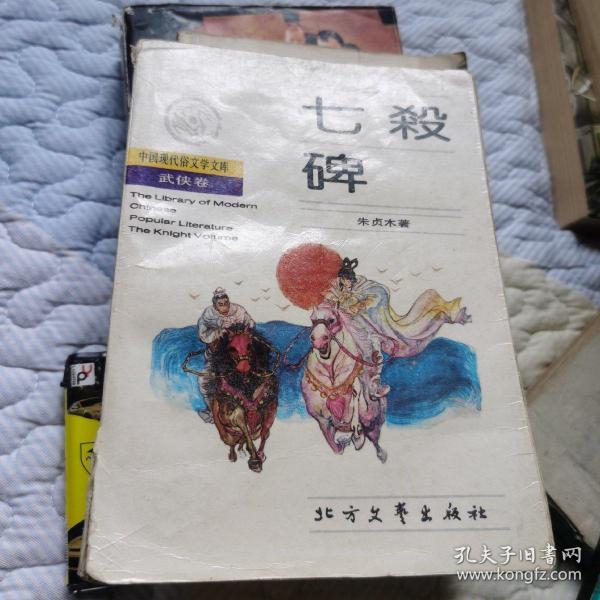 七殺
碑
朱贞木著
中国现代俗文学文库
武侠卷
The Library of Modern
Chinese
Popular Literature
The Knight Volume
北方文艺出版社
孔夫子旧书网
www.kongfz.com